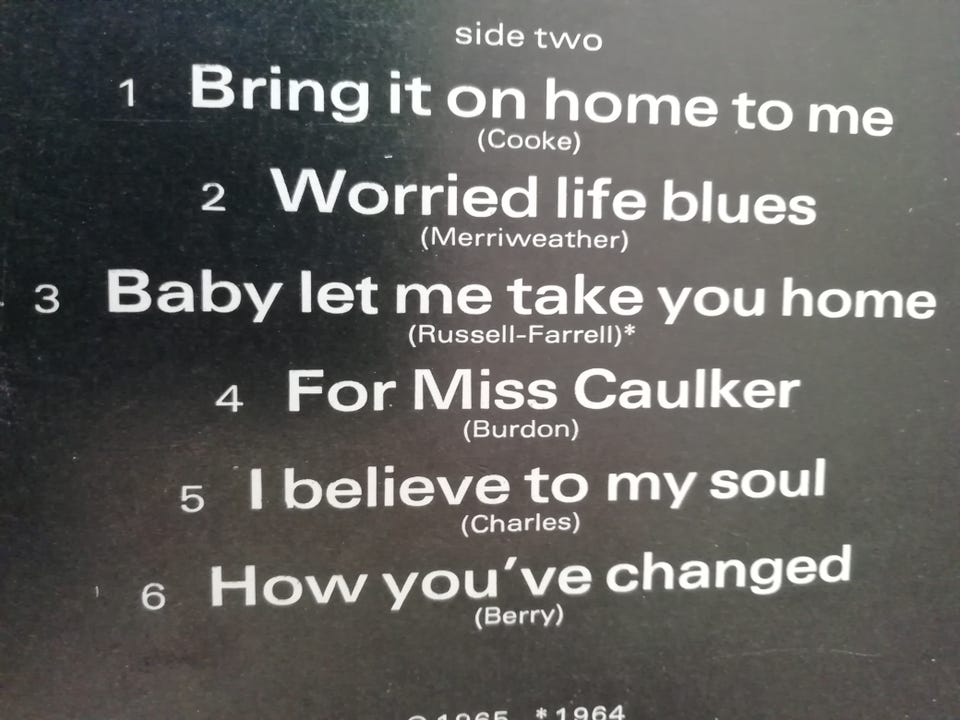 side two
1 Bring it on home to me
(Cooke)
2 Worried life blues
(Merriweather)
3 Baby let me take you home
(Russell-Farrell)*
4 For Miss Caulker
(Burdon)
5 I believe to my soul
(Charles)
6 How you've changed
(Berry)
℗ 1965 *1964